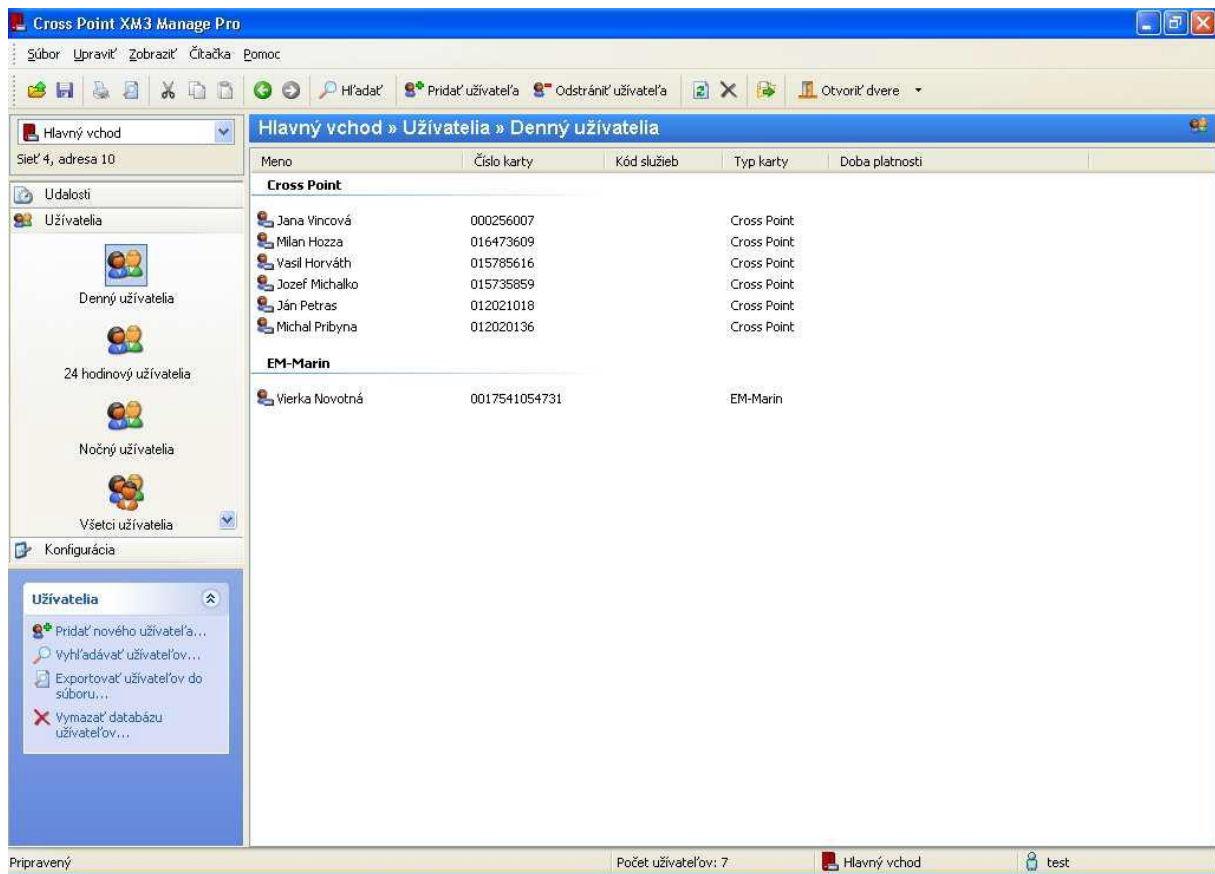 Cross Point XM3 Manage Pro
Súbor Upraviť Zobraziť Čítačka Pomoc
Hľadať Pridať užívateľa Odstrániť užívateľa Otvoriť dvere
Hlavný vchod
Sieť 4, adresa 10
Udalosti
Užívatelia
Denný užívatelia
24 hodinový užívatelia
Nočný užívatelia
Všetci užívatelia
Konfigurácia
Užívatelia
Pridať nového užívateľa...
Vyhľadávať užívateľov...
Exportovať užívateľov do
súboru...
Vymazať databázu
užívateľov...
Hlavný vchod » Užívatelia » Denný užívatelia
Meno Číslo karty Kód služieb Typ karty Doba platnosti
Cross Point
Jana Vincová 000256007 Cross Point
Milan Hozza 016473609 Cross Point
Vasil Horváth 015785616 Cross Point
Jozef Michalko 015735859 Cross Point
Ján Petras 012021018 Cross Point
Michal Pribyna 012020136 Cross Point
EM-Marin
Vierka Novotná 0017541054731 EM-Marin
Pripravený Počet užívateľov: 7 Hlavný vchod test